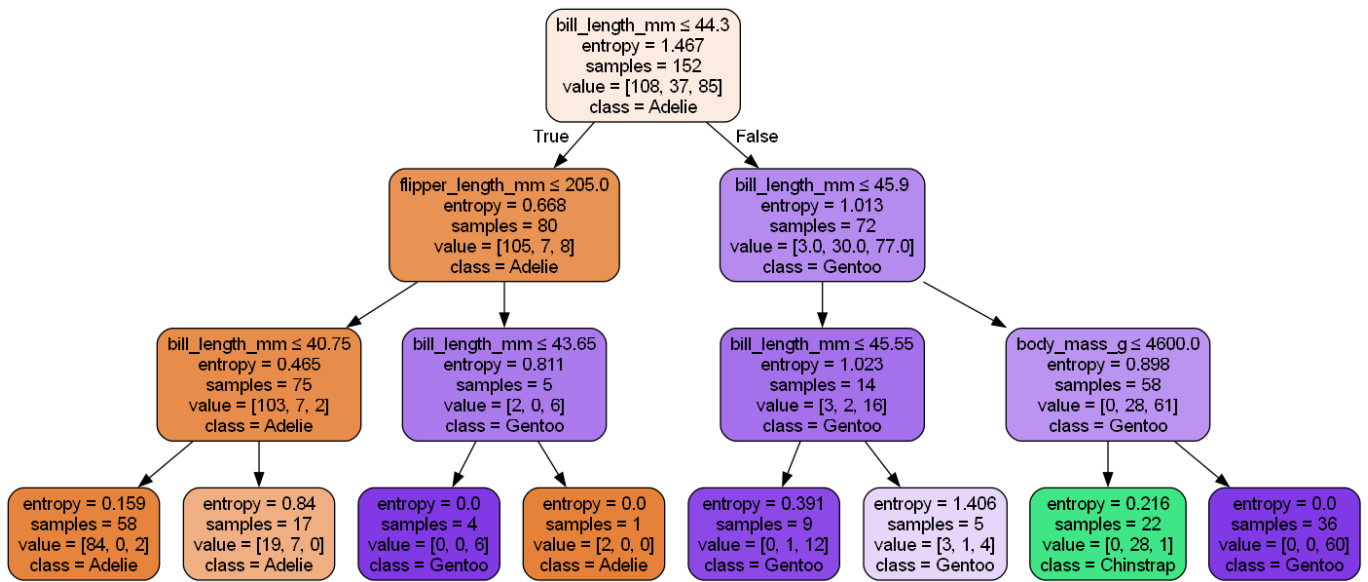 bill_length_mm ≤ 44.3
entropy = 1.467
samples = 152
value = [108, 37, 85]
class = Adelie
True
False
flipper_length_mm ≤ 205.0
entropy = 0.668
samples = 80
value = [105, 7, 8]
class = Adelie
bill_length_mm ≤ 45.9
entropy = 1.013
samples = 72
value = [3.0, 30.0, 77.0]
class = Gentoo
bill_length_mm ≤ 40.75
entropy = 0.465
samples = 75
value = [103, 7, 2]
class = Adelie
bill_length_mm ≤ 43.65
entropy = 0.811
samples = 5
value = [2, 0, 6]
class = Gentoo
bill_length_mm ≤ 45.55
entropy = 1.023
samples = 14
value = [3, 2, 16]
class = Gentoo
body_mass_g ≤ 4600.0
entropy = 0.898
samples = 58
value = [0, 28, 61]
class = Gentoo
entropy = 0.159
samples = 58
value = [84, 0, 2]
class = Adelie
entropy = 0.84
samples = 17
value = [19, 7, 0]
class = Adelie
entropy = 0.0
samples = 4
value = [0, 0, 6]
class = Gentoo
entropy = 0.0
samples = 1
value = [2, 0, 0]
class = Adelie
entropy = 0.391
samples = 9
value = [0, 1, 12]
class = Gentoo
entropy = 1.406
samples = 5
value = [3, 1, 4]
class = Gentoo
entropy = 0.216
samples = 22
value = [0, 28, 1]
class = Chinstrap
entropy = 0.0
samples = 36
value = [0, 0, 60]
class = Gentoo